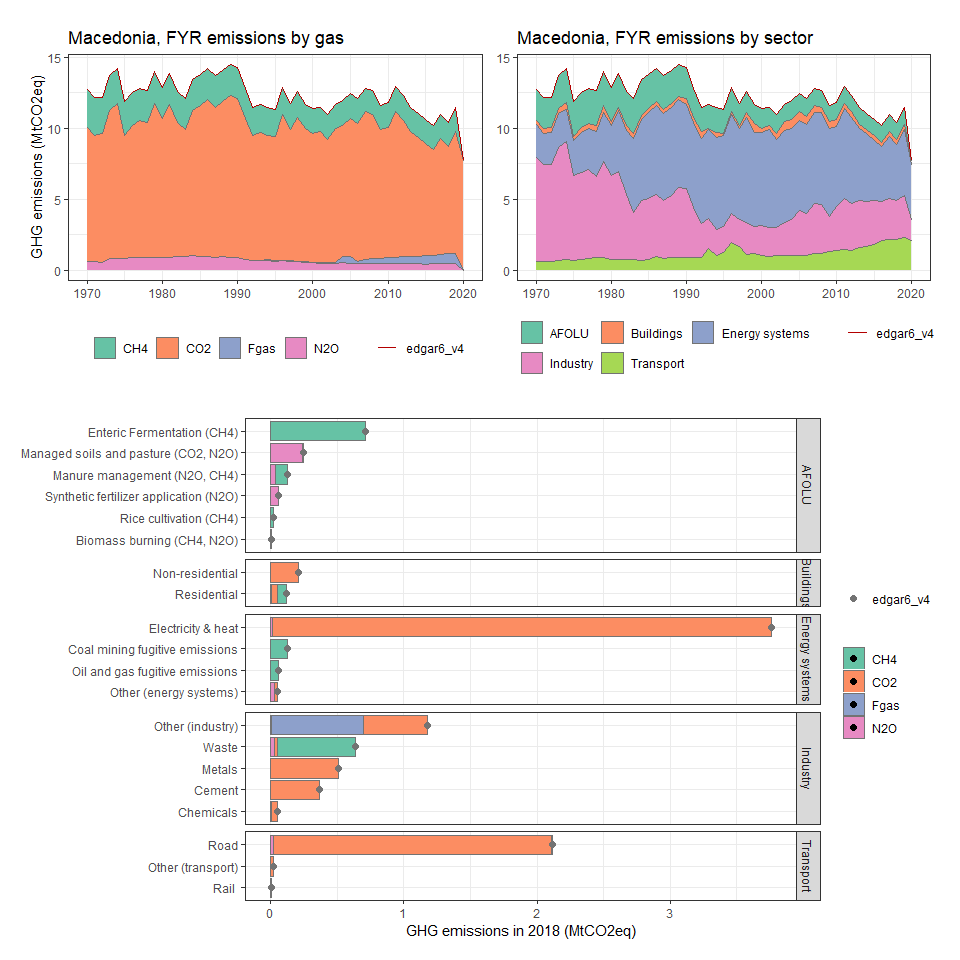 Macedonia, FYR emissions by gas
GHG emissions (MtCO2eq)
15
10
5
0
1970
1980
1990
2000
2010
2020
CH4
CO2
Fgas
N2O
edgar6_v4
Macedonia, FYR emissions by sector
15
10
5
0
1970
1980
1990
2000
2010
2020
AFOLU
Buildings
Energy systems
edgar6_v4
Industry
Transport
Enteric Fermentation (CH4)
Managed soils and pasture (CO2, N2O)
Manure management (N2O, CH4)
Synthetic fertilizer application (N2O)
Rice cultivation (CH4)
Biomass burning (CH4, N2O)
AFOLU
Non-residential
Residential
Buildings
Electricity & heat
Coal mining fugitive emissions
Oil and gas fugitive emissions
Other (energy systems)
Energy systems
Other (industry)
Waste
Metals
Cement
Chemicals
Industry
Road
Other (transport)
Rail
Transport
0
1
2
3
GHG emissions in 2018 (MtCO2eq)
edgar6_v4
CH4
CO2
Fgas
N2O